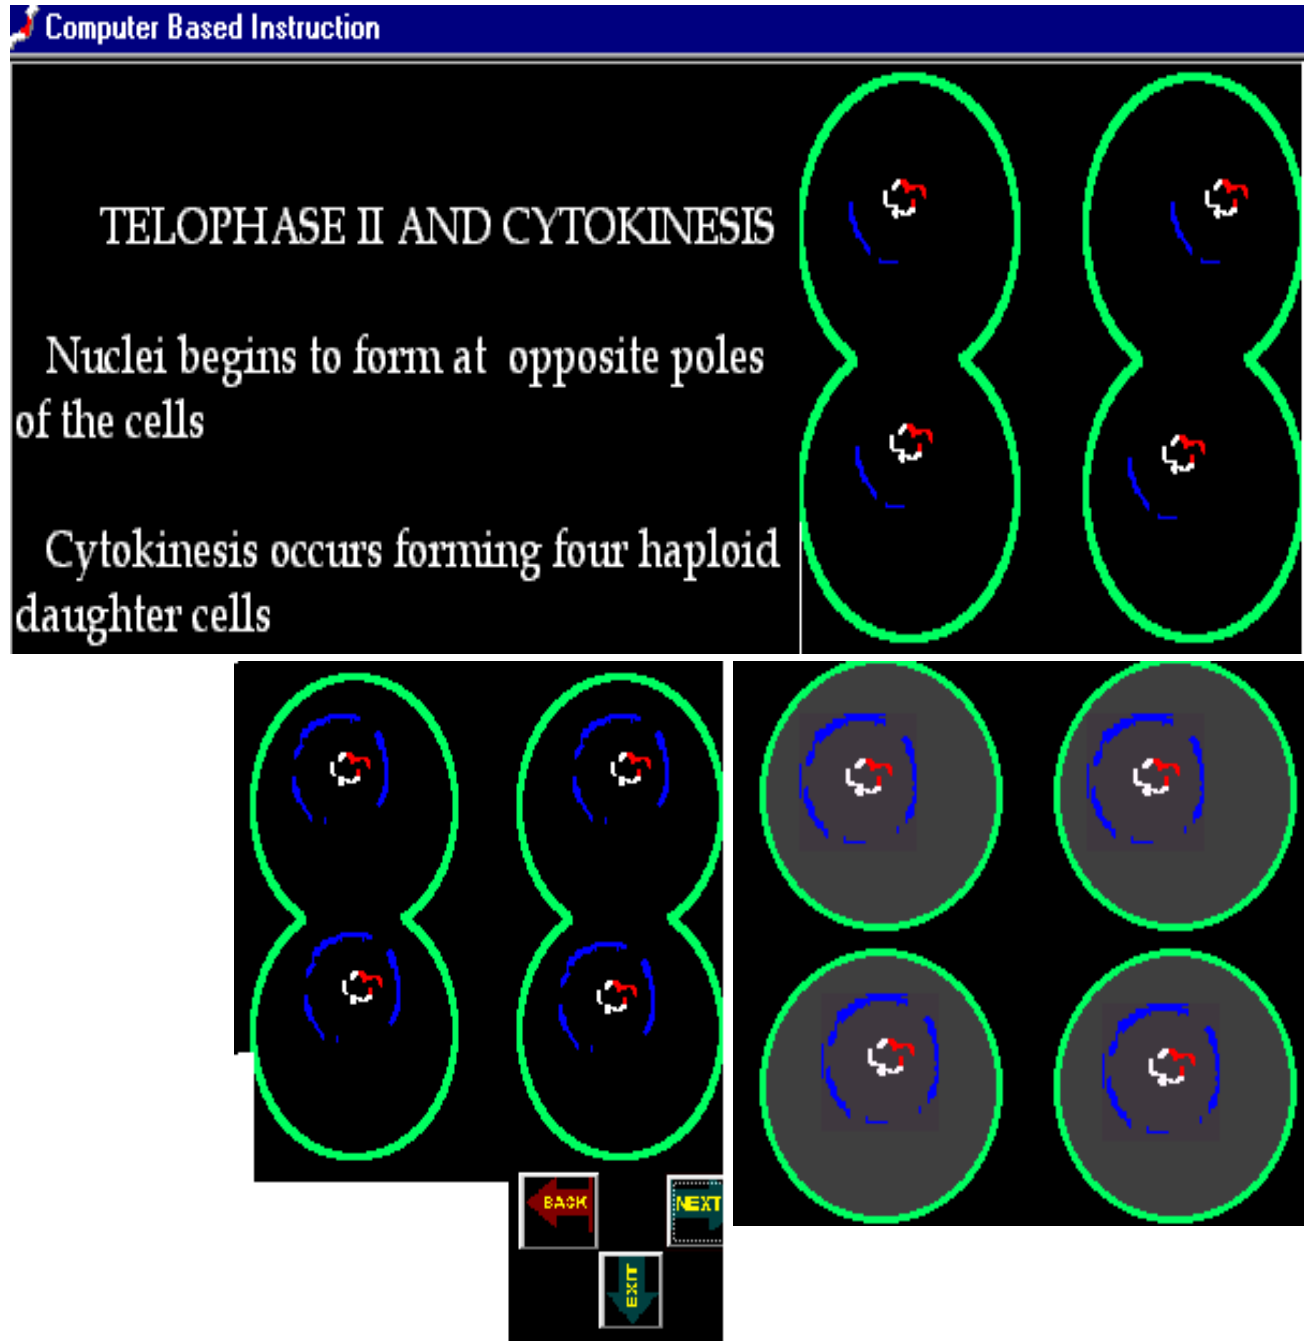 Computer Based Instruction
TELOPHASE II AND CYTOKINESIS
Nuclei begins to form at opposite poles
of the cells
Cytokinesis occurs forming four haploid
daughter cells
BACK
NEXT
EXIT